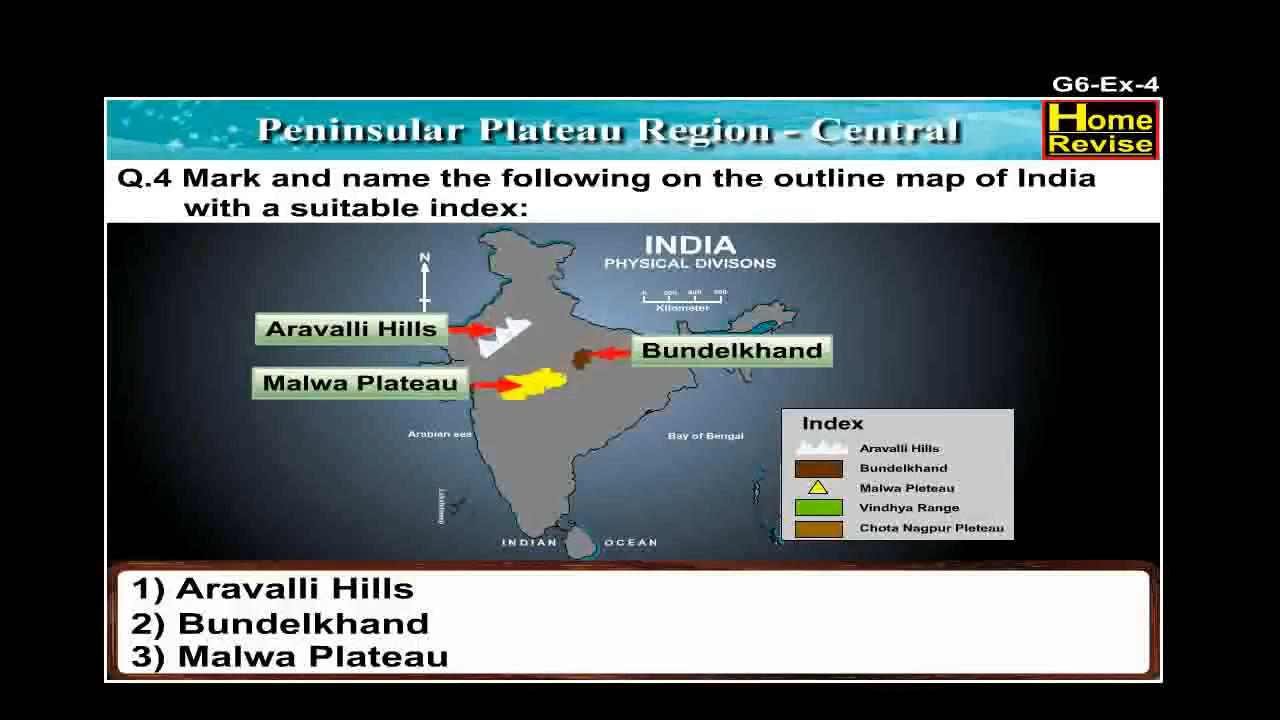 G6-Ex-4
Peninsular Plateau Region - Central
Home
Revise
Q.4 Mark and name the following on the outline map of India
with a suitable index:
INDIA
PHYSICAL DIVISONS
N
Kilometer
Aravalli Hills
Bundelkhand
Malwa Plateau
Arabian sea
Bay of Bengal
Index
Aravalli Hills
Bundelkhand
Malwa Pleteau
Vindhya Range
Chota Nagpur Pleteau
INDIAN OCEAN
1) Aravalli Hills
2) Bundelkhand
3) Malwa Plateau